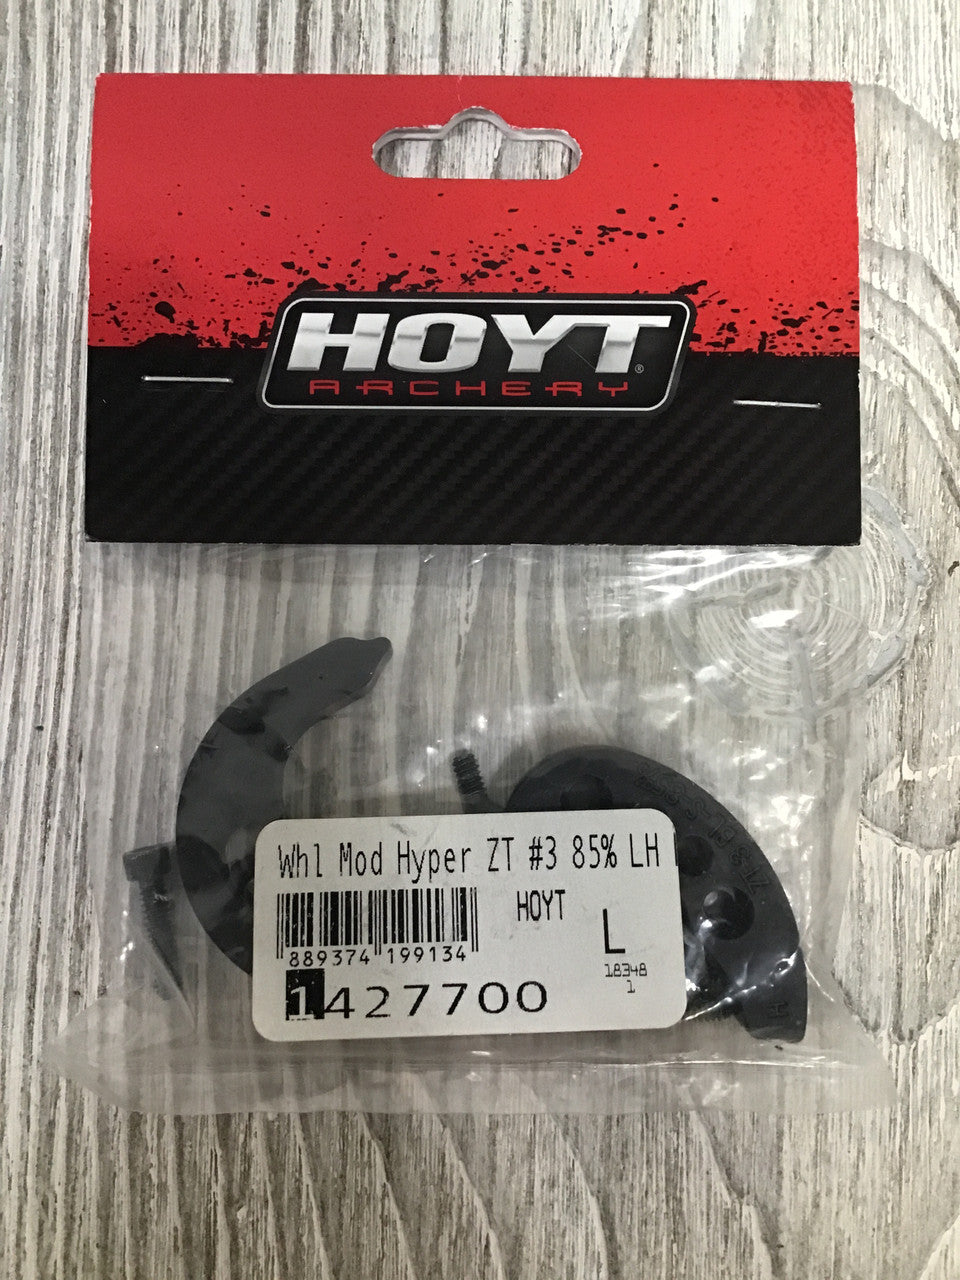 HOYT
®
ARCHERY
Whl Mod Hyper ZT #3 85% LH
HOYT
L
889374 199134
18348
1
1427700
H